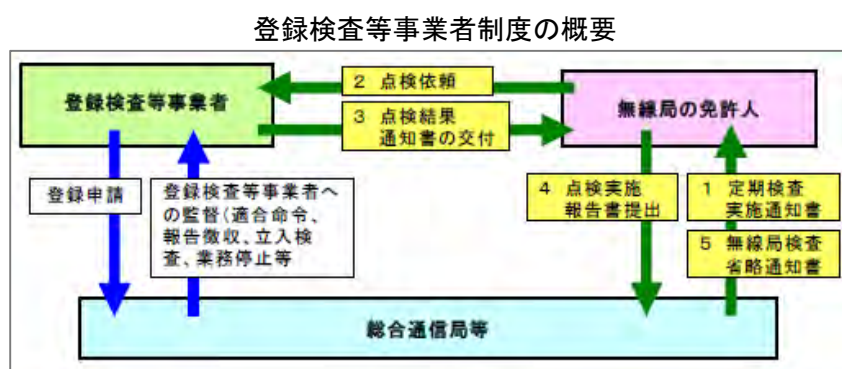 登録検査等事業者制度の概要
登録検査等事業者
2 点検依頼
3 点検結果
通知書の交付
無線局の免許人
登録申請
登録検査等事業者へ
の監督(適合命令、
報告徴収、立入検
査、業務停止等
4 点検実施
報告書提出
1 定期検査
実施通知書
5 無線局検査
省略通知書
総合通信局等